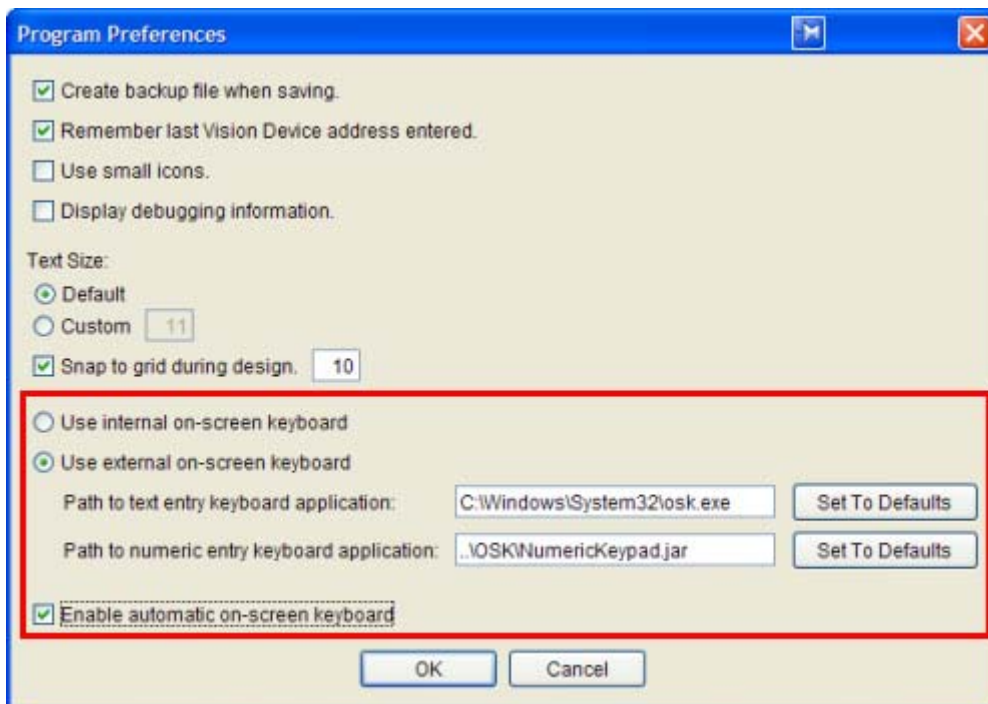 Program Preferences
Create backup file when saving.
Remember last Vision Device address entered.
Use small icons.
Display debugging information.
Text Size:
Default
Custom 11
Snap to grid during design. 10
Use internal on-screen keyboard
Use external on-screen keyboard
Path to text entry keyboard application: C:\Windows\System32\osk.exe Set To Defaults
Path to numeric entry keyboard application: ..\OSK\NumericKeypad.jar Set To Defaults
Enable automatic on-screen keyboard
OK Cancel